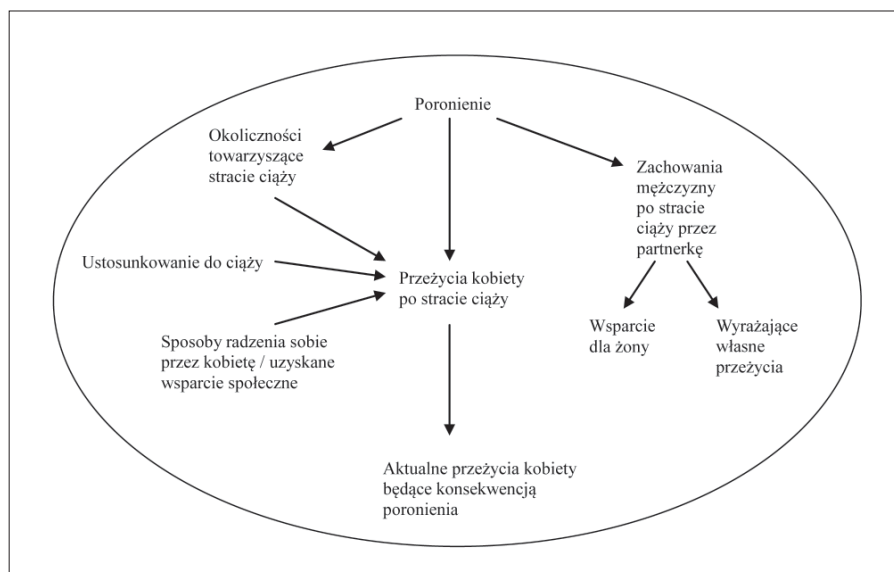 Poronienie
Okoliczności
towarzyszące
stracie ciąży
Zachowania
mężczyzny
po stracie
ciąży przez
partnerkę
Ustosunkowanie do ciąży
Przeżycia kobiety
po stracie ciąży
Sposoby radzenia sobie
przez kobietę / uzyskane
wsparcie społeczne
Wsparcie
dla żony
Wyrażające
własne
przeżycia
Aktualne przeżycia kobiety
będące konsekwencją
poronienia